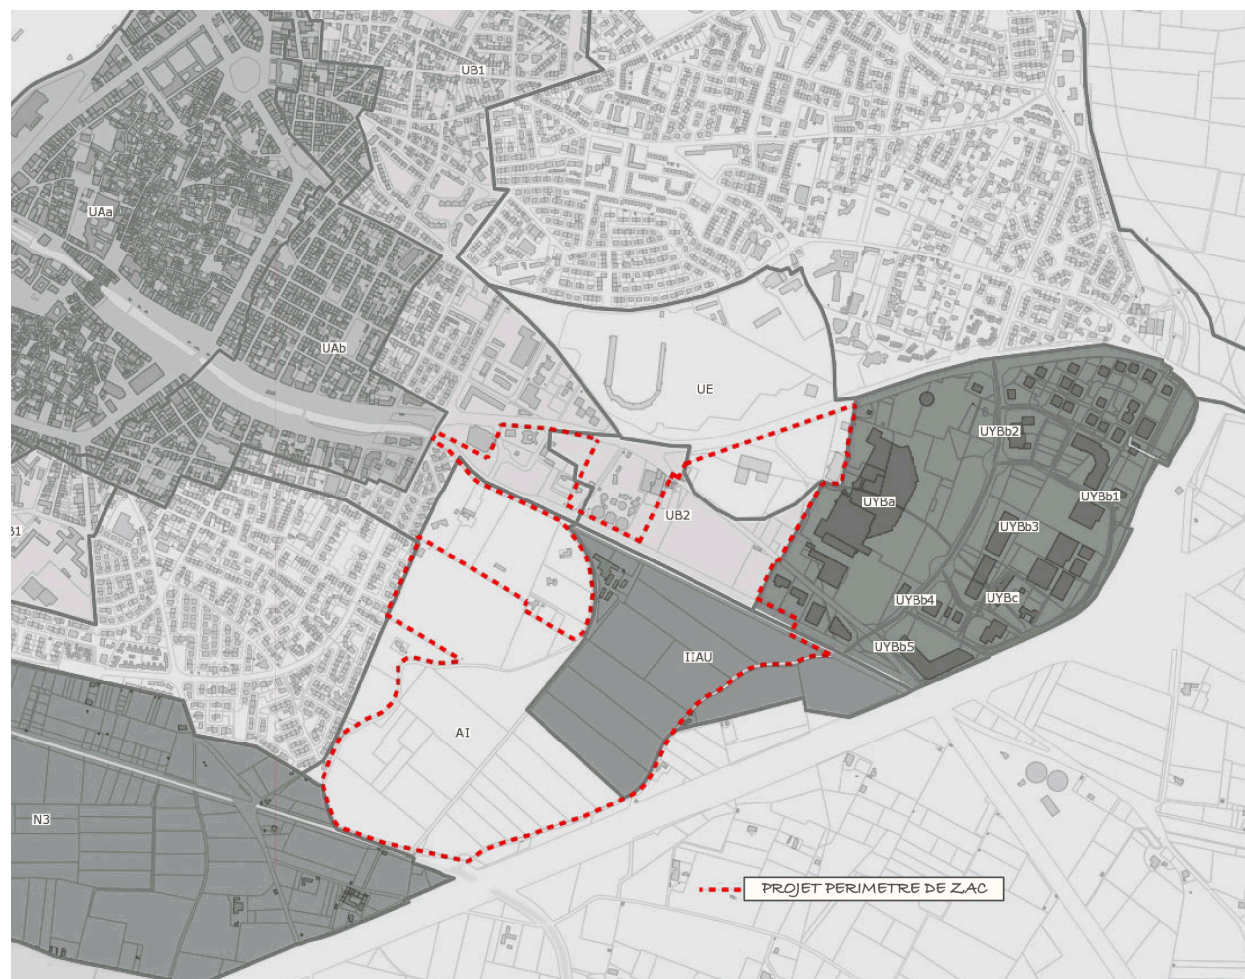 UB1
UAa
UAb
UE
UYBb2
UYBa
UYBb1
UB2
UYBb3
B1
UYBb4
UYBc
UYBb5
IIAU
AI
N3
PROJET PERIMETRE DE ZAC